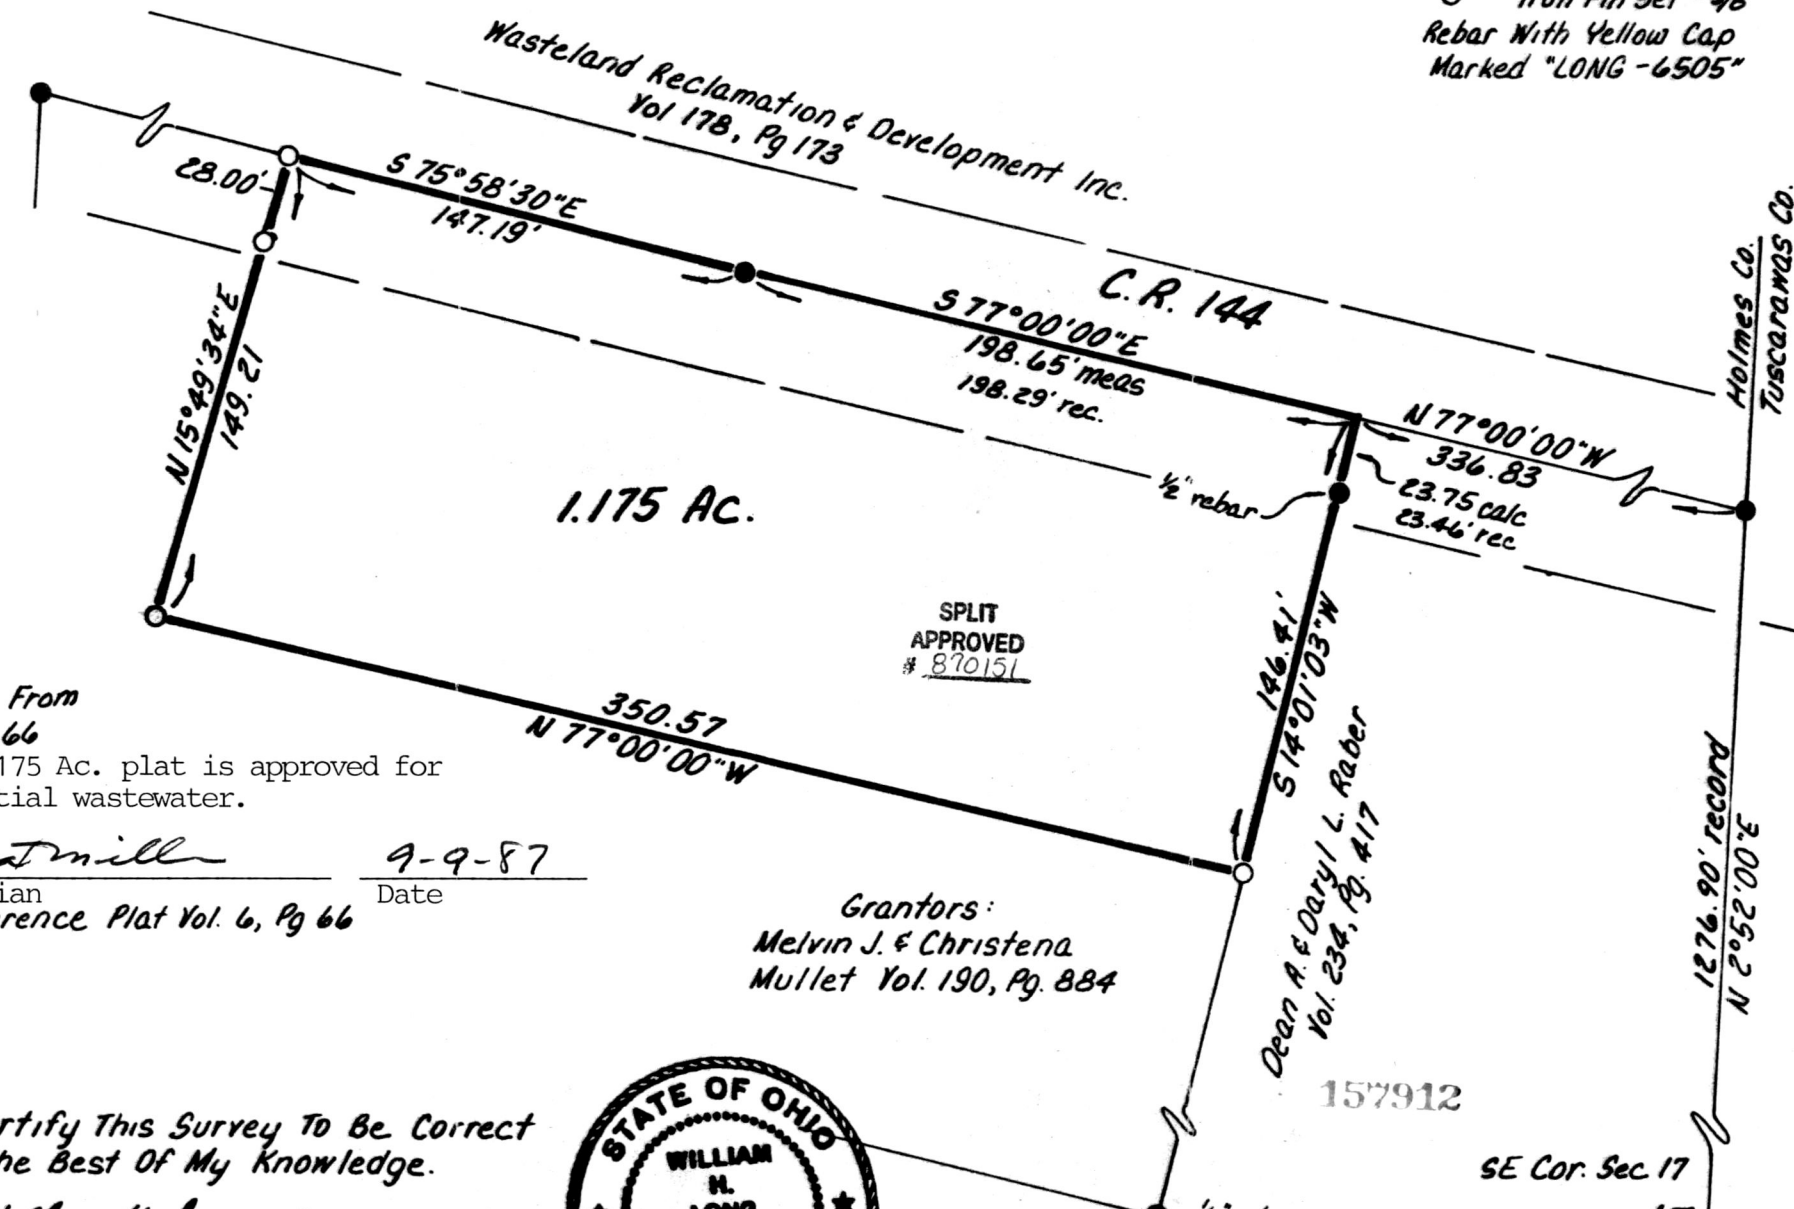 Iron Pin Set
Rebar With Yellow Cap
Marked "LONG-6505"
Wasteland Reclamation & Development Inc.
Vol 178, Pg 173
28.00'
S 75°58'30"E
147.19'
C.R. 144
S 77°00'00"E
198.65' meas
198.29' rec.
Holmes Co.
Tuscarawas Co.
N 77°00'00"W
336.83
23.75 calc
23.46' rec
½" rebar
N 15°49'34"E
149.21
1.175 AC.
SPLIT
APPROVED
# 870151
146.41'
S 14°01'03"W
350.57
N 77°00'00"W
From
66
175 Ac. plat is approved for
tial wastewater.
9-9-87
ian
Date
rence Plat Vol. 6, Pg 66
Grantors:
Melvin J. & Christena
Mullet Vol. 190, Pg. 884
Dean A. & Daryl L. Raber
Vol. 234, Pg. 417
1276.90' record
N 2°52'00"E
157912
rtify This Survey To Be Correct
he Best Of My Knowledge.
STATE OF OHIO
WILLIAM
H.
LONG
SE Cor. Sec 17